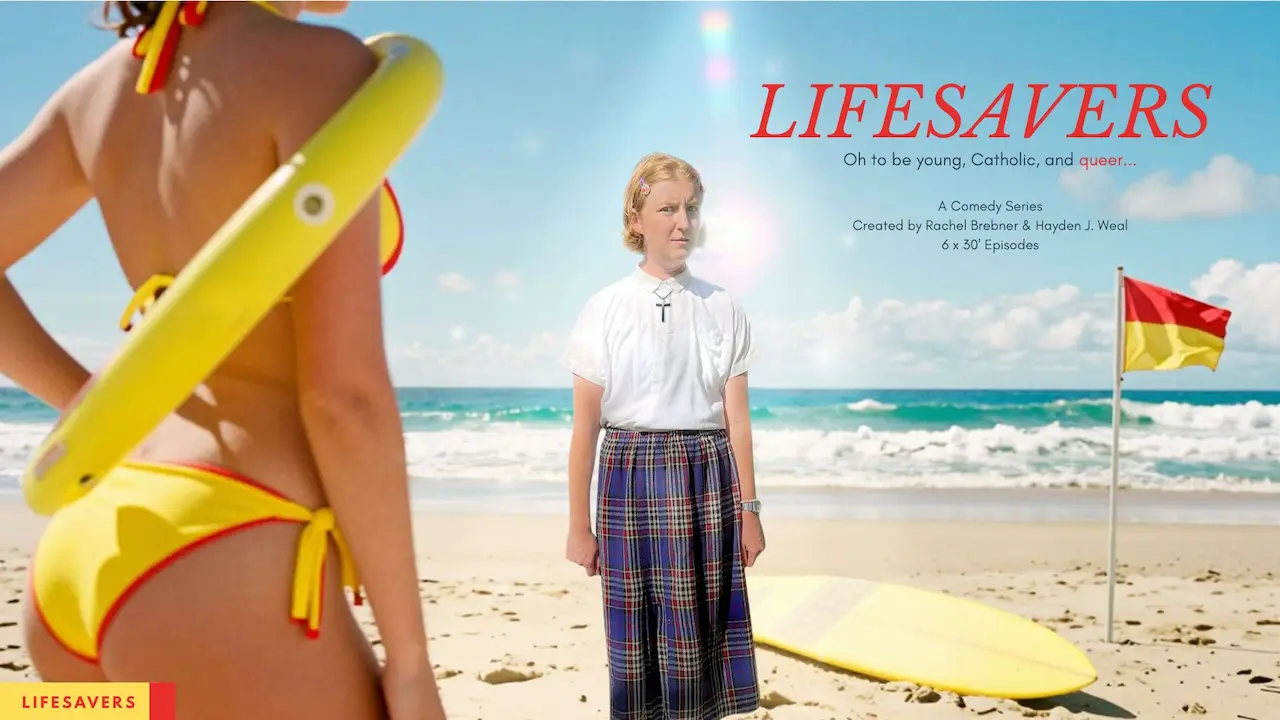 LIFESAVERS
Oh to be young, Catholic, and queer...
A Comedy Series
Created by Rachel Brebner & Hayden J. Weal
6 x 30' Episodes
LIFESAVERS